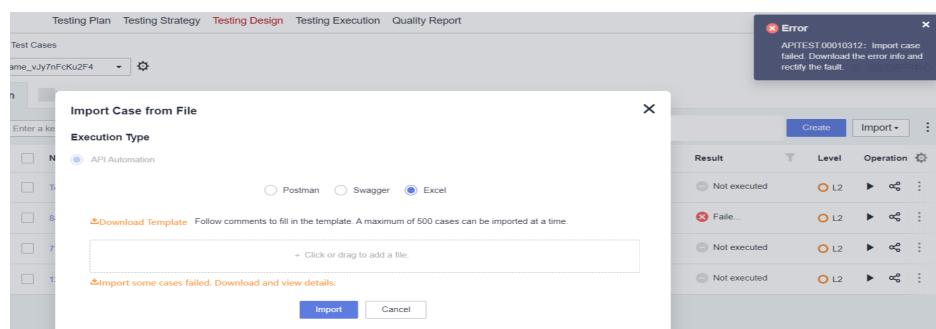 Testing Plan Testing Strategy Testing Design Testing Execution Quality Report
Error
APITEST.00010312: Import case
failed. Download the error info and
rectify the fault.
Test Cases
ame_vJy7nFcKu2F4
Import Case from File
Enter a ke
Create Import
Execution Type
API Automation
Result Level Operation
Postman Swagger Excel
Not executed L2
Download Template Follow comments to fill in the template. A maximum of 500 cases can be imported at a time.
Faile... L2
+ Click or drag to add a file.
Not executed L2
Import some cases failed. Download and view details.
Not executed L2
Import Cancel